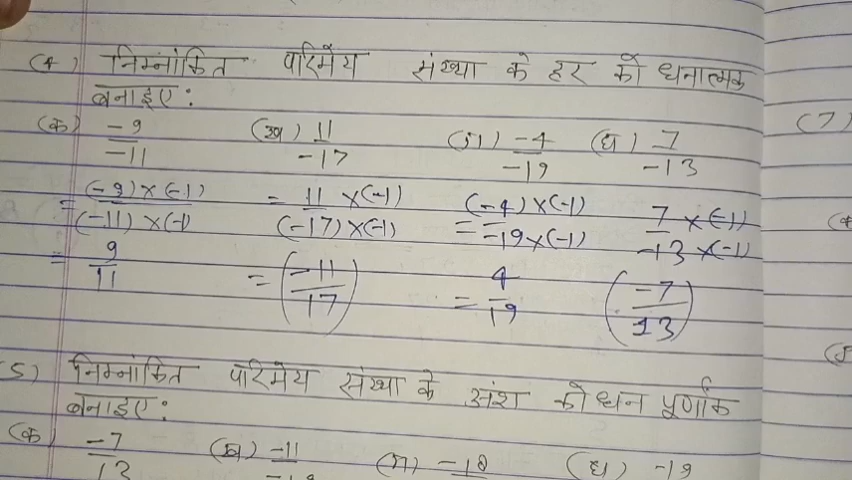 (4) निम्नांकित परिमेय संख्या के हर को धनात्मक
बनाइए:
(क) -9/-11 (ख) 11/-17 (ग) -4/-19 (घ) 7/-13
= (-9)×(-1)/(-11)×(-1 = 11×(-1)/(-17)×(-1) = (-4)×(-1)/-19×(-1) 7×(-1)/-13×(-1)
= 9/11 = (-11/17) = 4/19 (-7/13)
5) निम्नांकित परिमेय संख्या के अंश को धन पूर्णांक
बनाइए:
(क) -7/13 (ख) -11 (ग) -18 (घ) -19
(7)